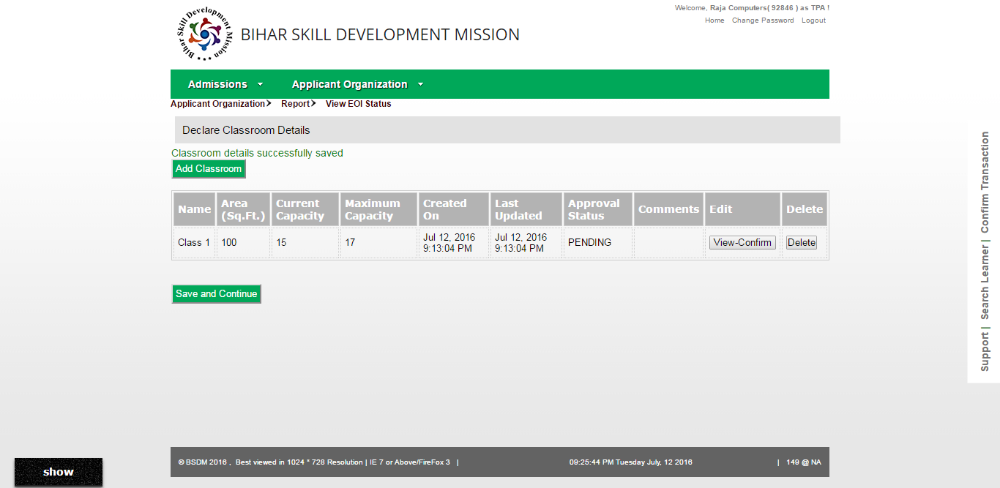 Bihar Skill Development Mission
BIHAR SKILL DEVELOPMENT MISSION
Welcome, Raja Computers( 92846 ) as TPA !
Home Change Password Logout
Admissions Applicant Organization
Applicant Organization Report View EOI Status
Declare Classroom Details
Classroom details successfully saved
Add Classroom
Name Area (Sq.Ft.) Current Capacity Maximum Capacity Created On Last Updated Approval Status Comments Edit Delete
Class 1 100 15 17 Jul 12, 2016 9:13:04 PM Jul 12, 2016 9:13:04 PM PENDING View-Confirm Delete
Save and Continue
Support | Search Learner | Confirm Transaction
show
© BSDM 2016 , Best viewed in 1024 * 728 Resolution | IE 7 or Above/FireFox 3 | 09:25:44 PM Tuesday July, 12 2016 | 149 @ NA